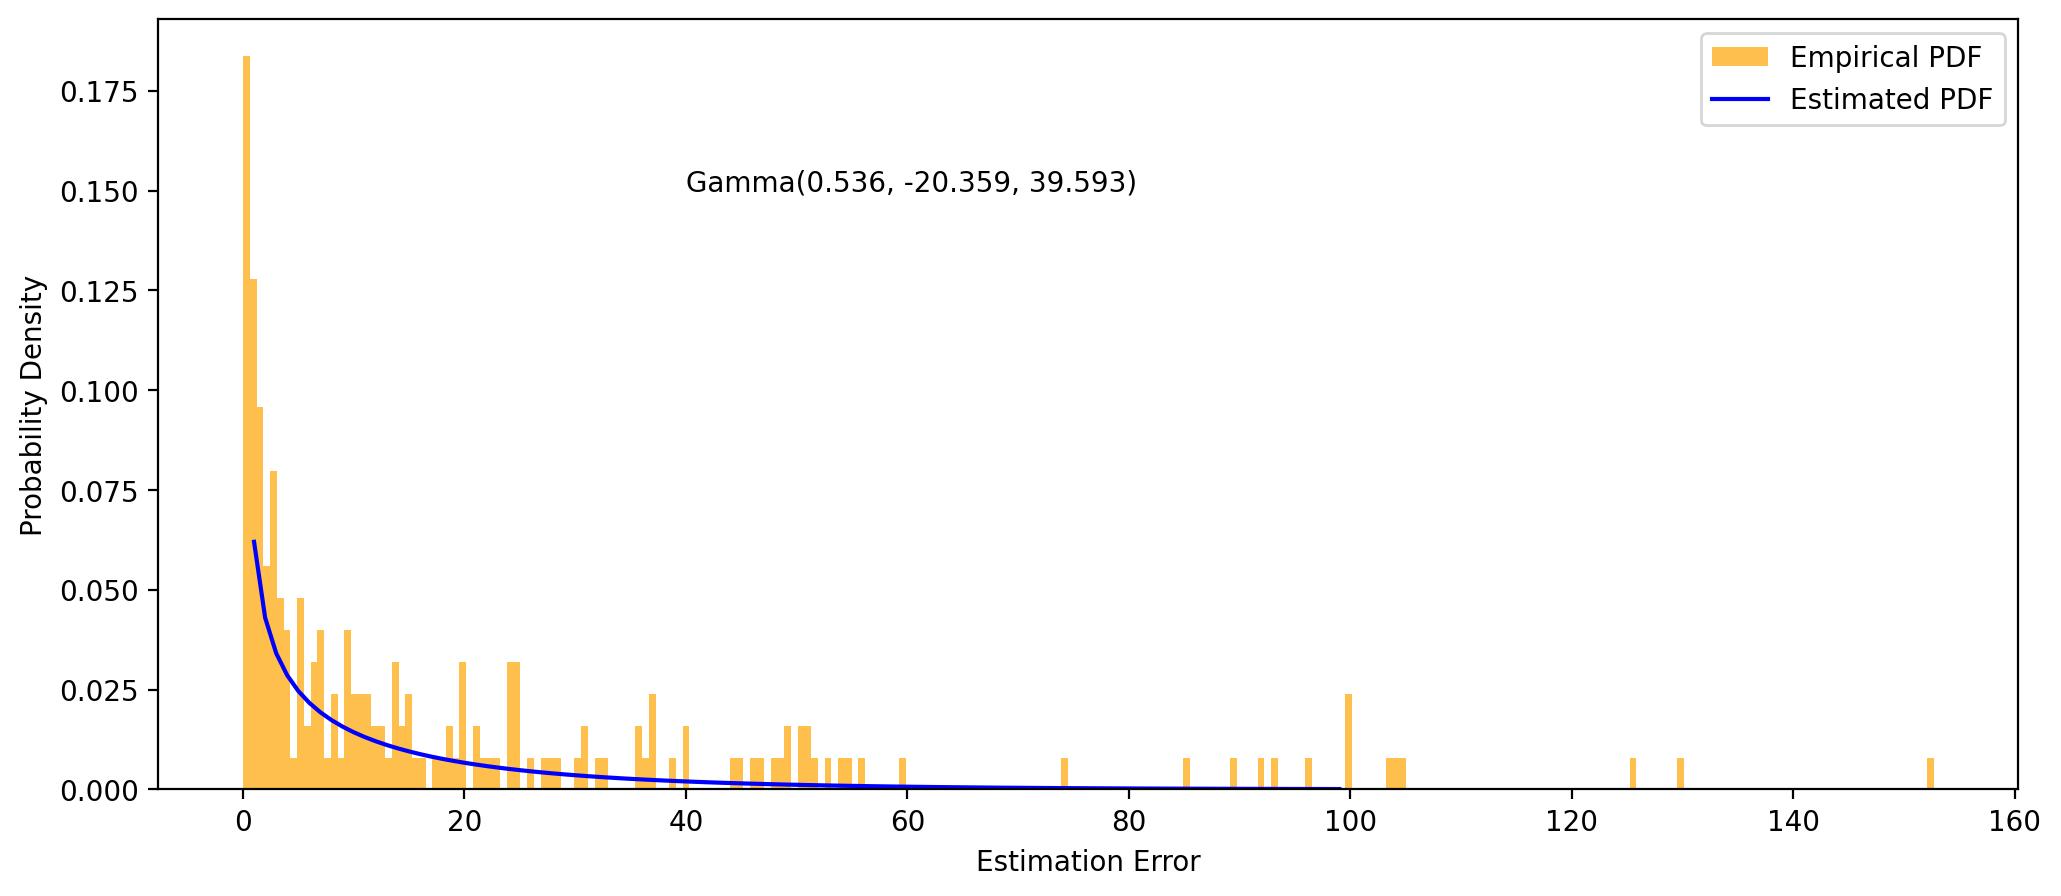 Empirical PDF
Estimated PDF
Gamma(0.536, -20.359, 39.593)
Probability Density
0.175
0.150
0.125
0.100
0.075
0.050
0.025
0.000
0 20 40 60 80 100 120 140 160
Estimation Error